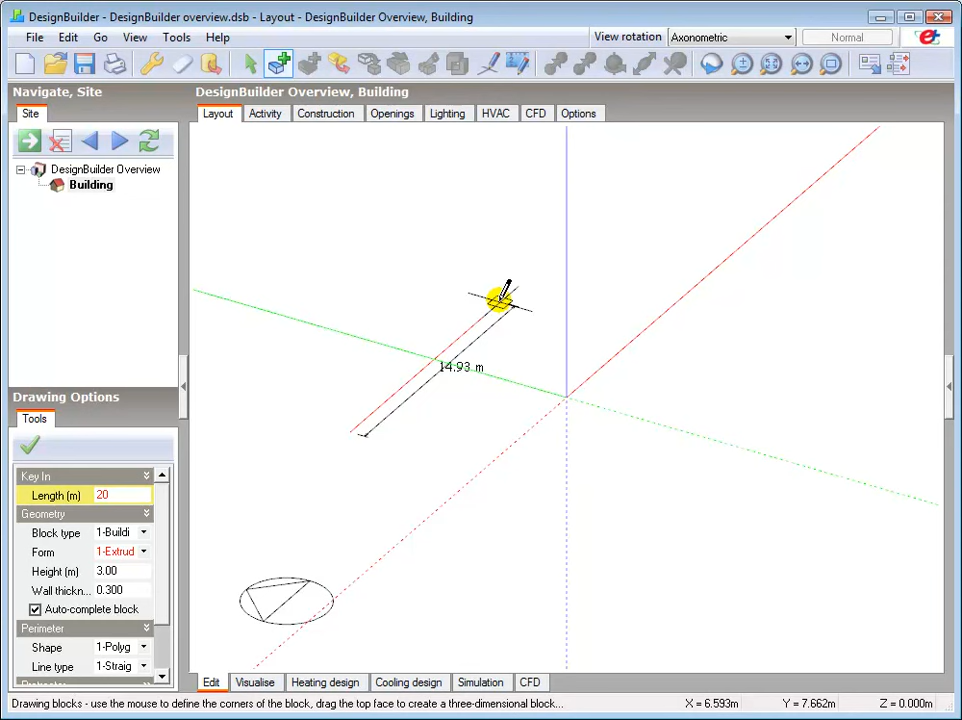 DesignBuilder - DesignBuilder overview.dsb - Layout - DesignBuilder Overview, Building
File Edit Go View Tools Help
View rotation Axonometric Normal
Navigate, Site
DesignBuilder Overview, Building
Site
Layout Activity Construction Openings Lighting HVAC CFD Options
DesignBuilder Overview
Building
14.93 m
Drawing Options
Tools
Key In
Length (m) 20
Geometry
Block type 1-Buildi
Form 1-Extrud
Height (m) 3.00
Wall thickn... 0.300
Auto-complete block
Perimeter
Shape 1-Polyg
Line type 1-Straig
Edit Visualise Heating design Cooling design Simulation CFD
Drawing blocks - use the mouse to define the corners of the block, drag the top face to create a three-dimensional block...
X = 6.593m Y = 7.662m Z = 0.000m